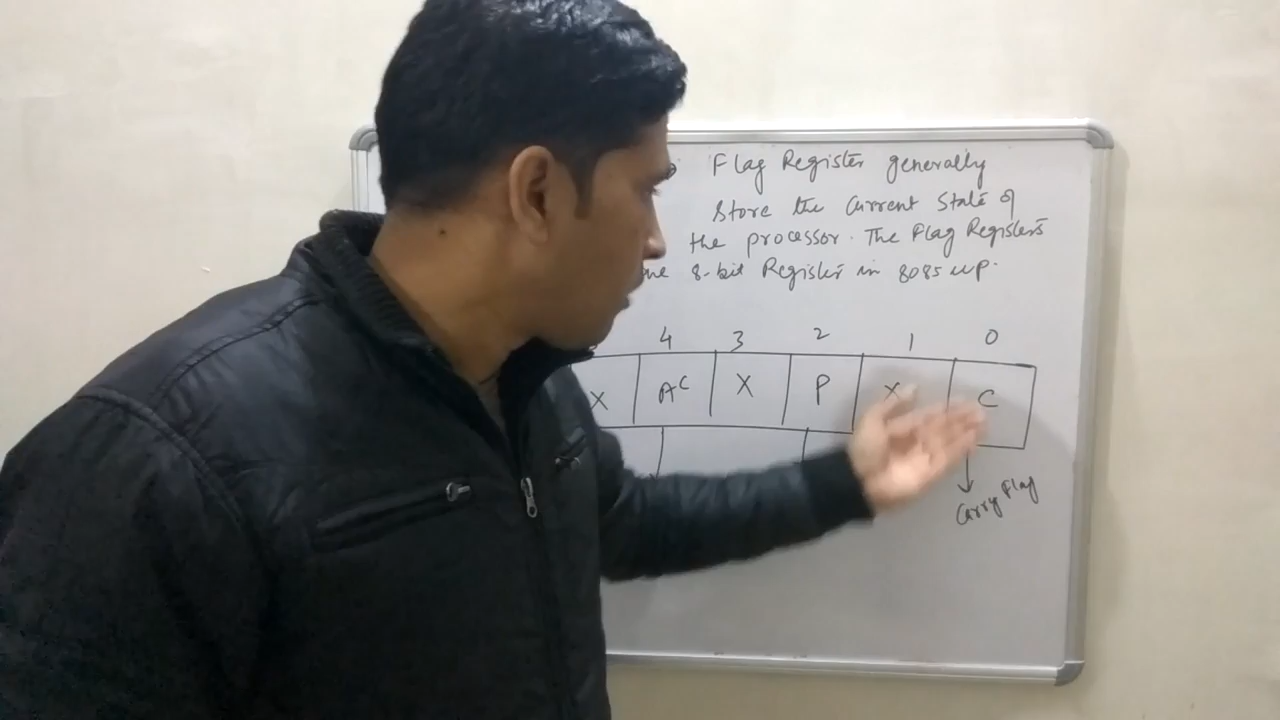 Flag Register generally
Store the Current State of
the processor. The Flag Registers
8-bit Register in 8085 up.
4 3 2 1 0
X AC X P X C
Carry Flag